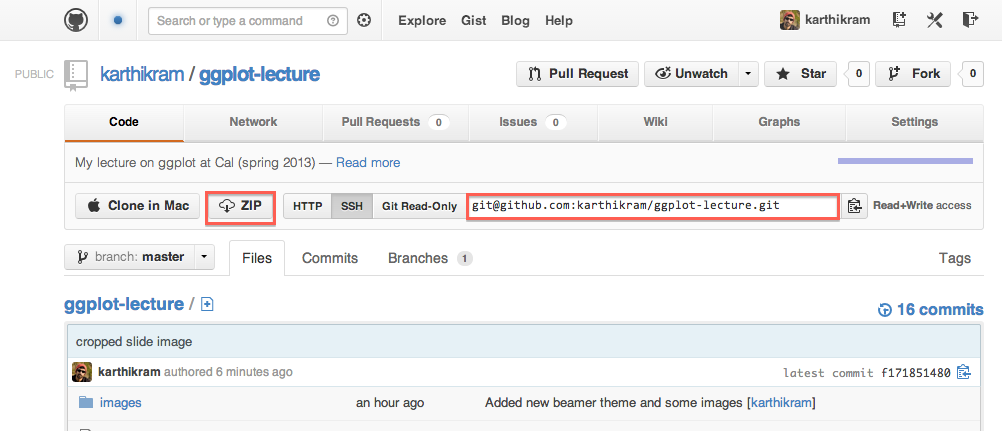 Search or type a command
Explore Gist Blog Help
karthikram
PUBLIC
karthikram / ggplot-lecture
Pull Request Unwatch Star 0 Fork 0
Code Network Pull Requests 0 Issues 0 Wiki Graphs Settings
My lecture on ggplot at Cal (spring 2013) — Read more
Clone in Mac ZIP HTTP SSH Git Read-Only git@github.com:karthikram/ggplot-lecture.git Read+Write access
branch: master Files Commits Branches 1 Tags
ggplot-lecture /
16 commits
cropped slide image
karthikram authored 6 minutes ago
latest commit f171851480
images an hour ago Added new beamer theme and some images [karthikram]